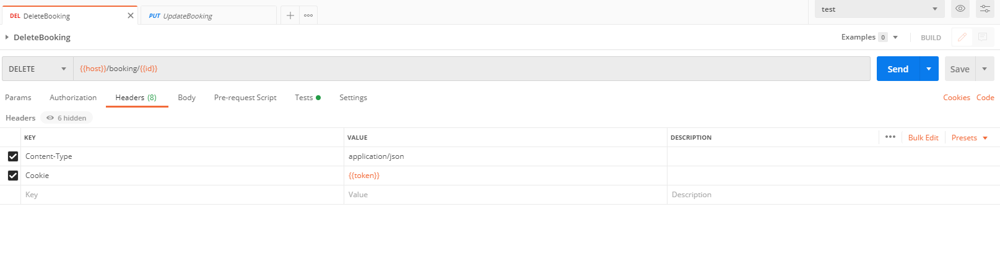 DEL DeleteBooking
PUT UpdateBooking
test
DeleteBooking
Examples 0
BUILD
DELETE
{{host}}/booking/{{id}}
Send
Save
Params Authorization Headers (8) Body Pre-request Script Tests Settings
Cookies Code
Headers 6 hidden
KEY VALUE DESCRIPTION Bulk Edit Presets
Content-Type application/json
Cookie {{token}}
Key Value Description